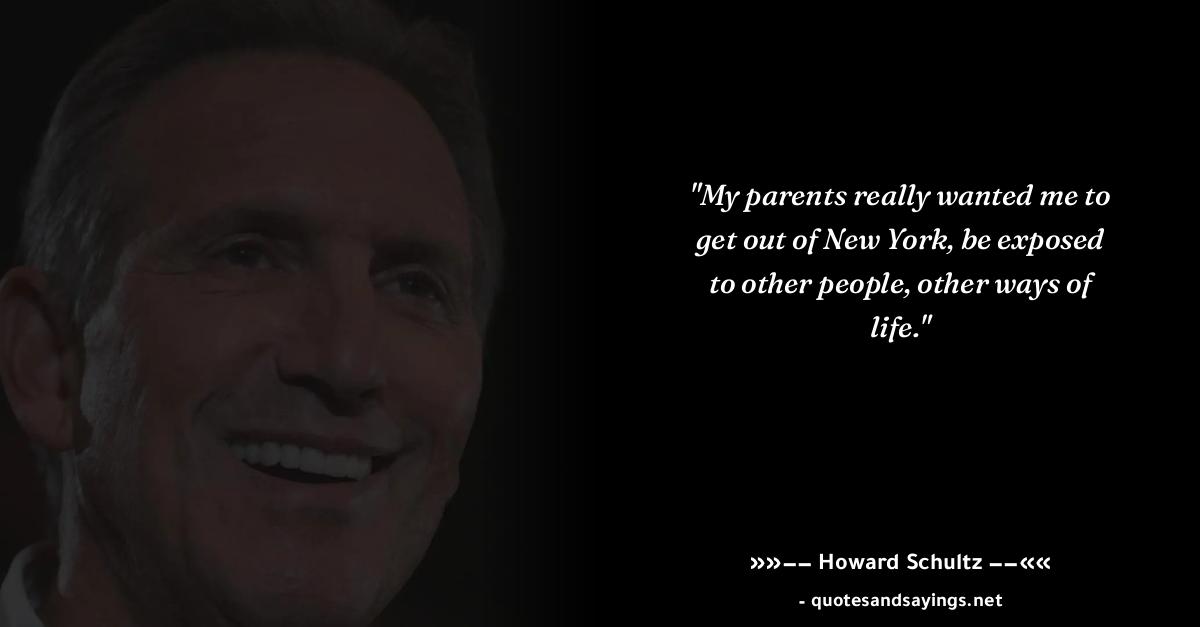 "My parents really wanted me to
get out of New York, be exposed
to other people, other ways of
life."
»»–– Howard Schultz ––««
- quotesandsayings.net